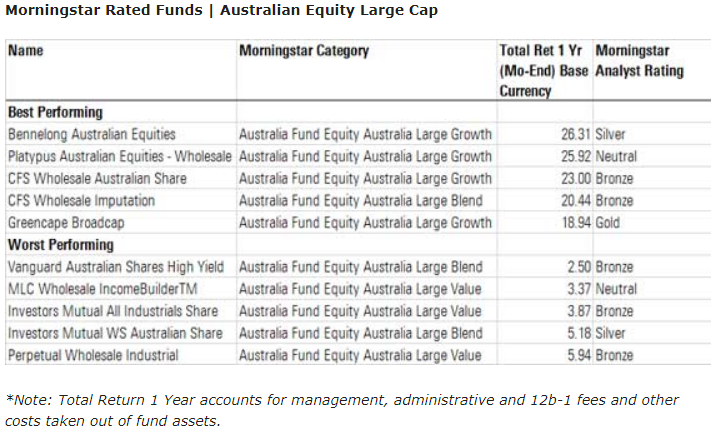 Morningstar Rated Funds | Australian Equity Large Cap
Name Morningstar Category Total Ret 1 Yr Morningstar
(Mo-End) Base Analyst Rating
Currency
Best Performing
Bennelong Australian Equities Australia Fund Equity Australia Large Growth 26.31 Silver
Platypus Australian Equities - Wholesale Australia Fund Equity Australia Large Growth 25.92 Neutral
CFS Wholesale Australian Share Australia Fund Equity Australia Large Growth 23.00 Bronze
CFS Wholesale Imputation Australia Fund Equity Australia Large Blend 20.44 Bronze
Greencape Broadcap Australia Fund Equity Australia Large Growth 18.94 Gold
Worst Performing
Vanguard Australian Shares High Yield Australia Fund Equity Australia Large Blend 2.50 Bronze
MLC Wholesale IncomeBuilderTM Australia Fund Equity Australia Large Value 3.37 Neutral
Investors Mutual All Industrials Share Australia Fund Equity Australia Large Value 3.87 Bronze
Investors Mutual WS Australian Share Australia Fund Equity Australia Large Blend 5.18 Silver
Perpetual Wholesale Industrial Australia Fund Equity Australia Large Value 5.94 Bronze
*Note: Total Return 1 Year accounts for management, administrative and 12b-1 fees and other
costs taken out of fund assets.